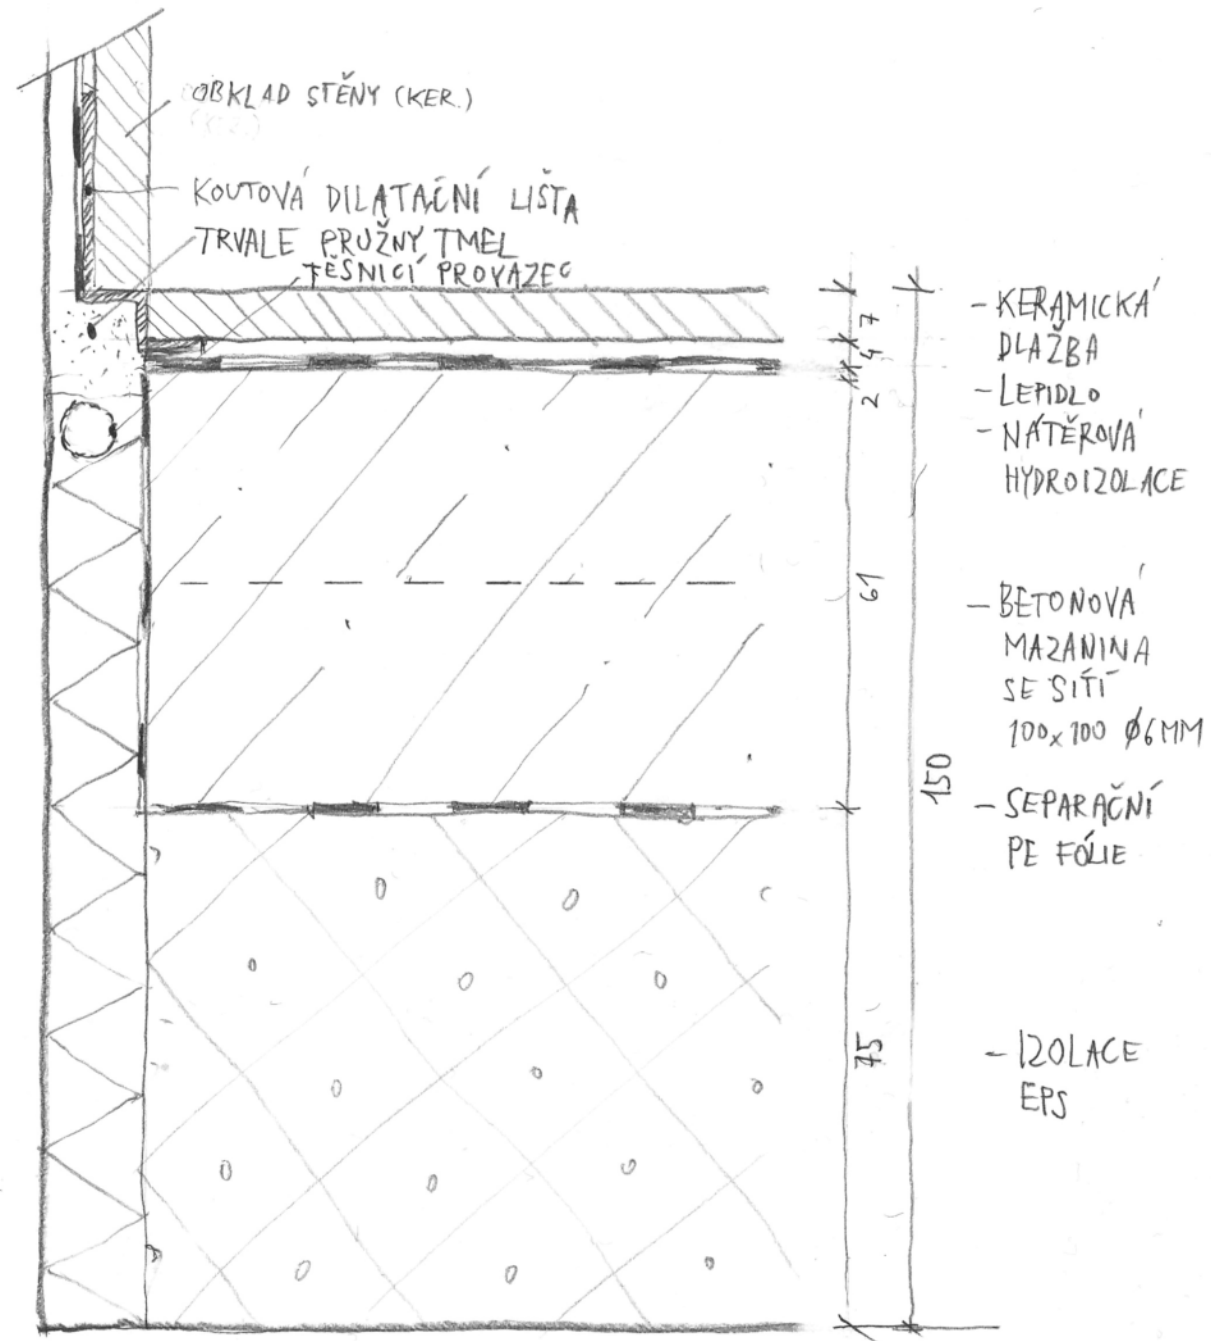 OBKLAD STĚNY (KER.)
KOUTOVÁ DILATAČNÍ LIŠTA
TRVALE PRUŽNÝ TMEL
TĚSNICÍ PROVAZEC
7
4
2
61
75
150
- KERAMICKÁ
DLAŽBA
- LEPIDLO
- NÁTĚROVÁ
HYDROIZOLACE
- BETONOVÁ
MAZANINA
SE SÍTÍ
100x100 Ø6MM
- SEPARAČNÍ
PE FÓLIE
- IZOLACE
EPS